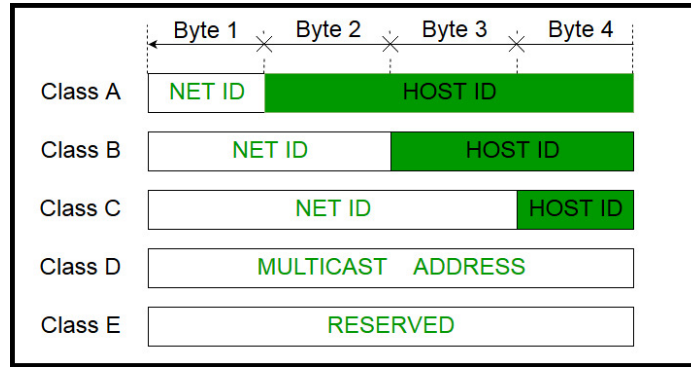 Byte 1 Byte 2 Byte 3 Byte 4
Class A NET ID HOST ID
Class B NET ID HOST ID
Class C NET ID HOST ID
Class D MULTICAST ADDRESS
Class E RESERVED